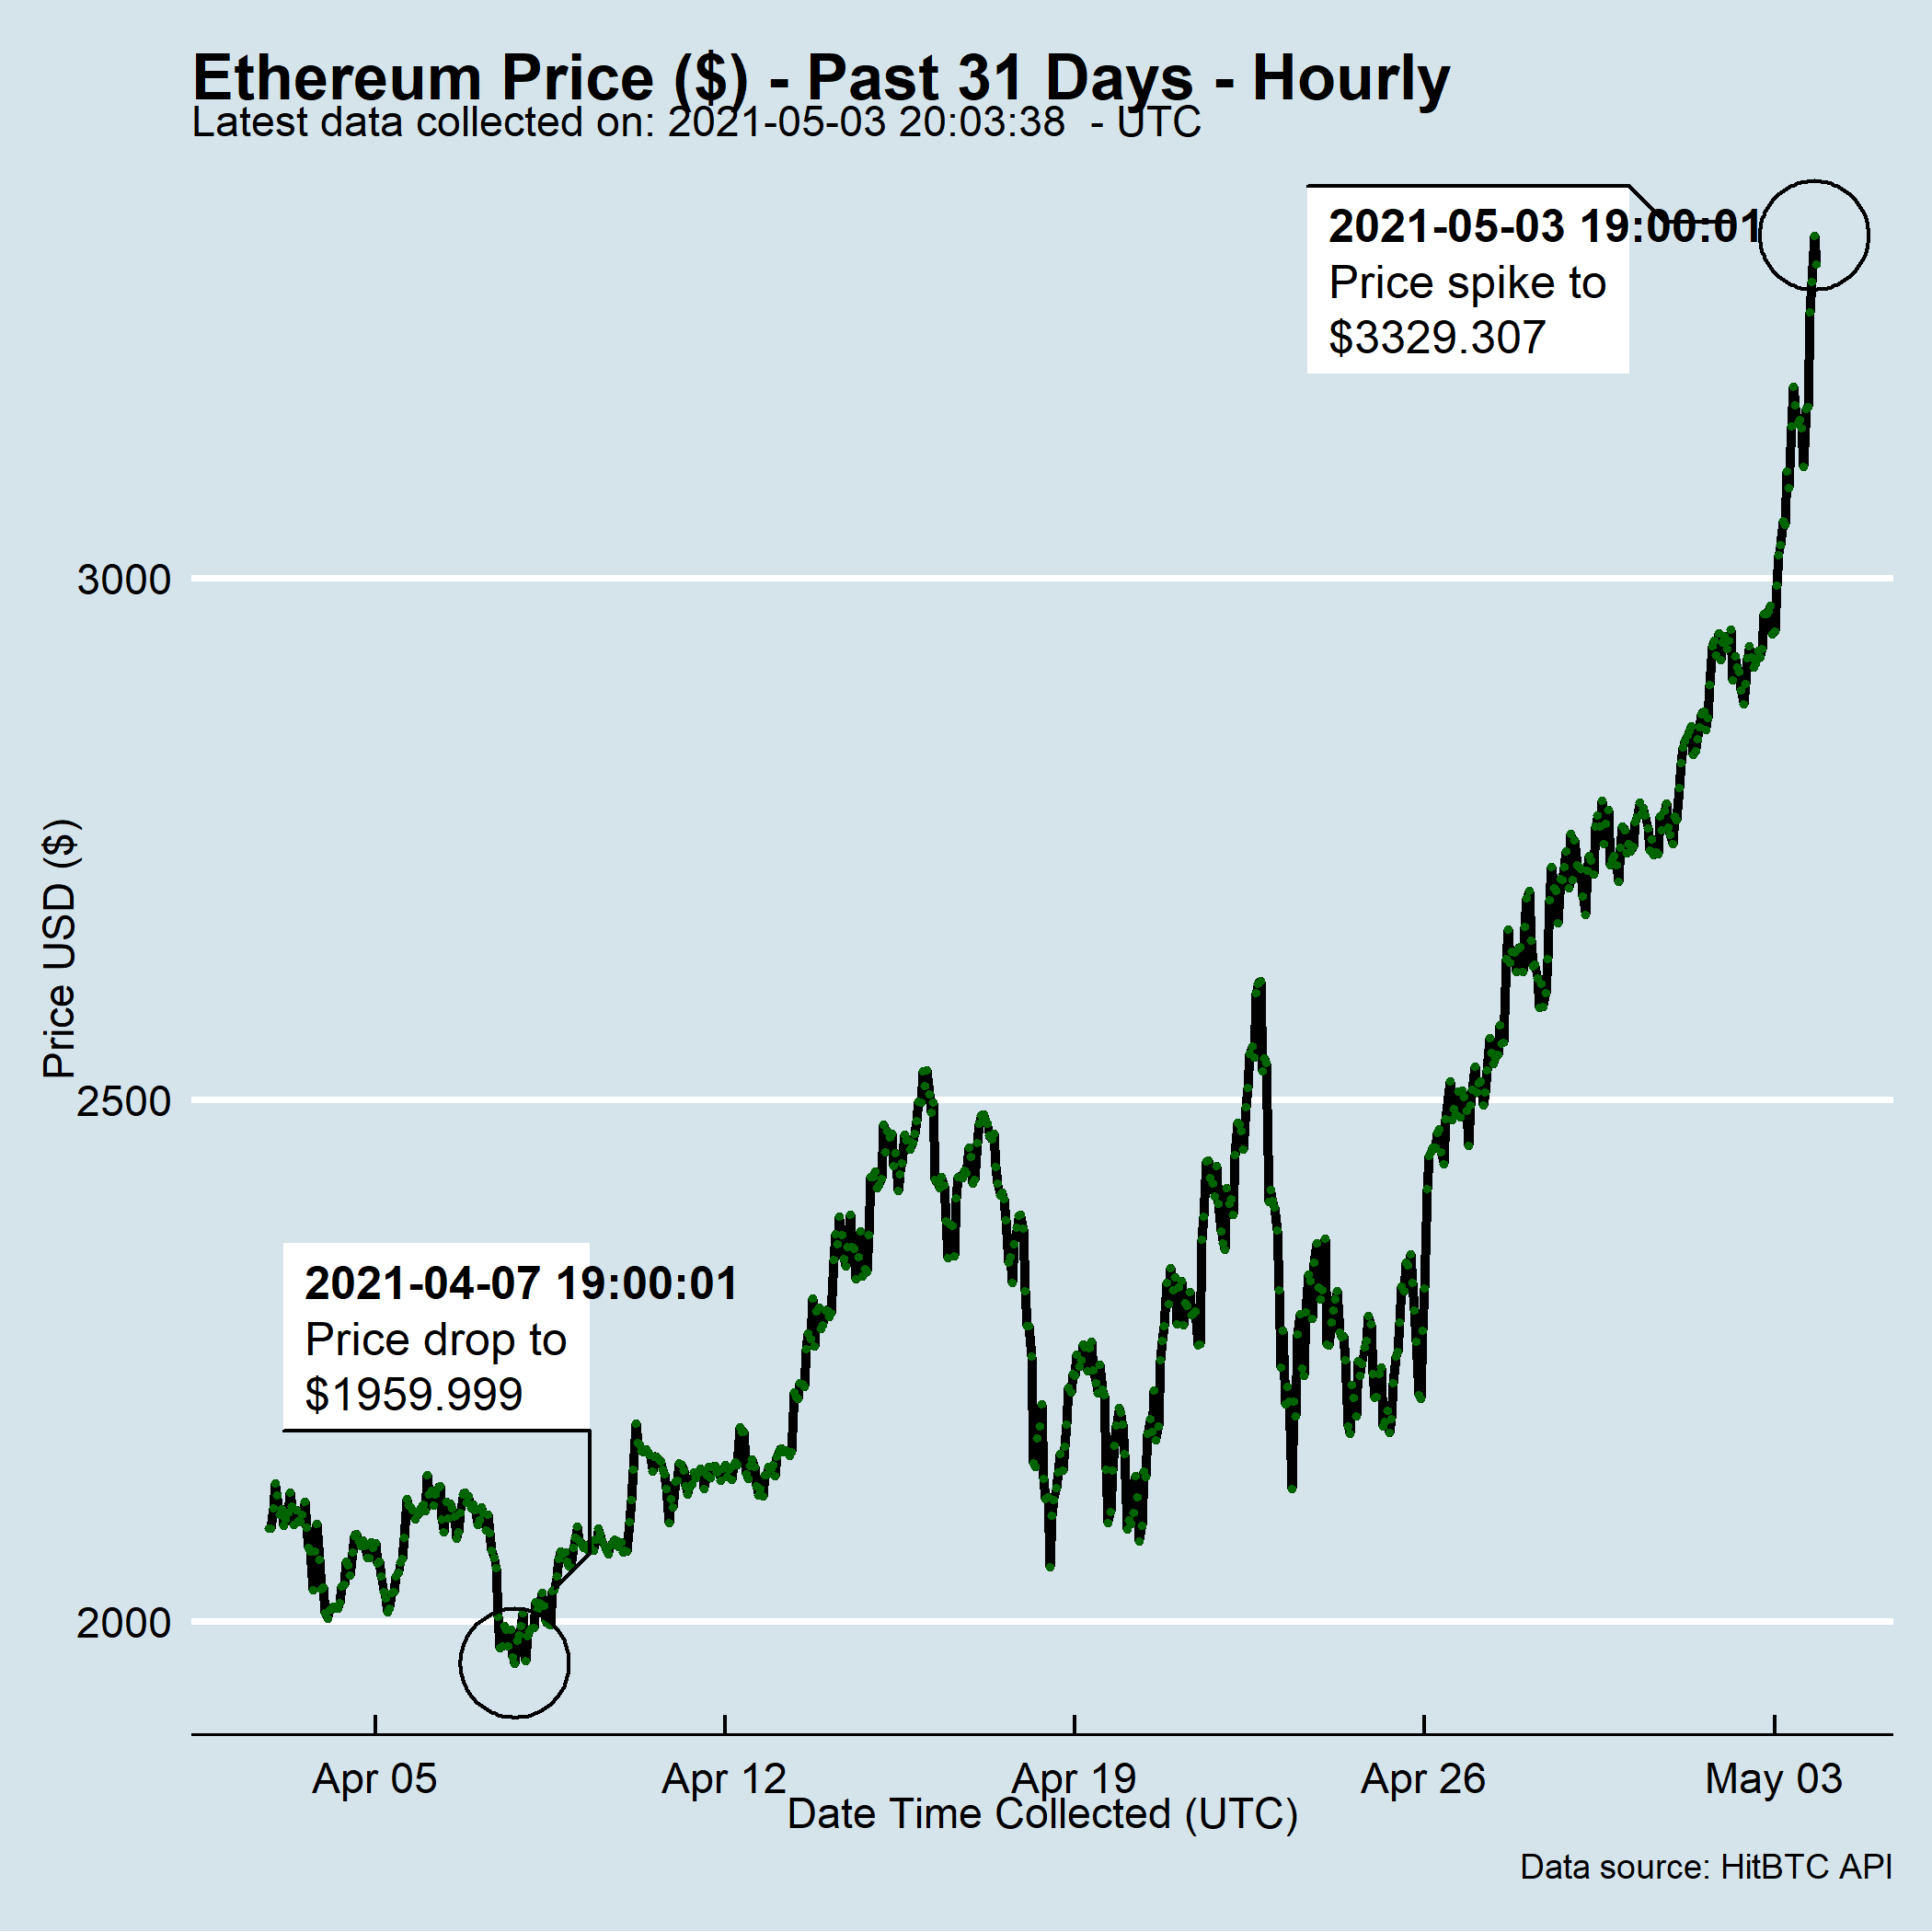 Ethereum Price ($) - Past 31 Days - Hourly
Latest data collected on: 2021-05-03 20:03:38  - UTC
2021-05-03 19:00:01
Price spike to
$3329.307
3000
Price USD ($)
2500
2021-04-07 19:00:01
Price drop to
$1959.999
2000
Apr 05
Apr 12
Apr 19
Apr 26
May 03
Date Time Collected (UTC)
Data source: HitBTC API